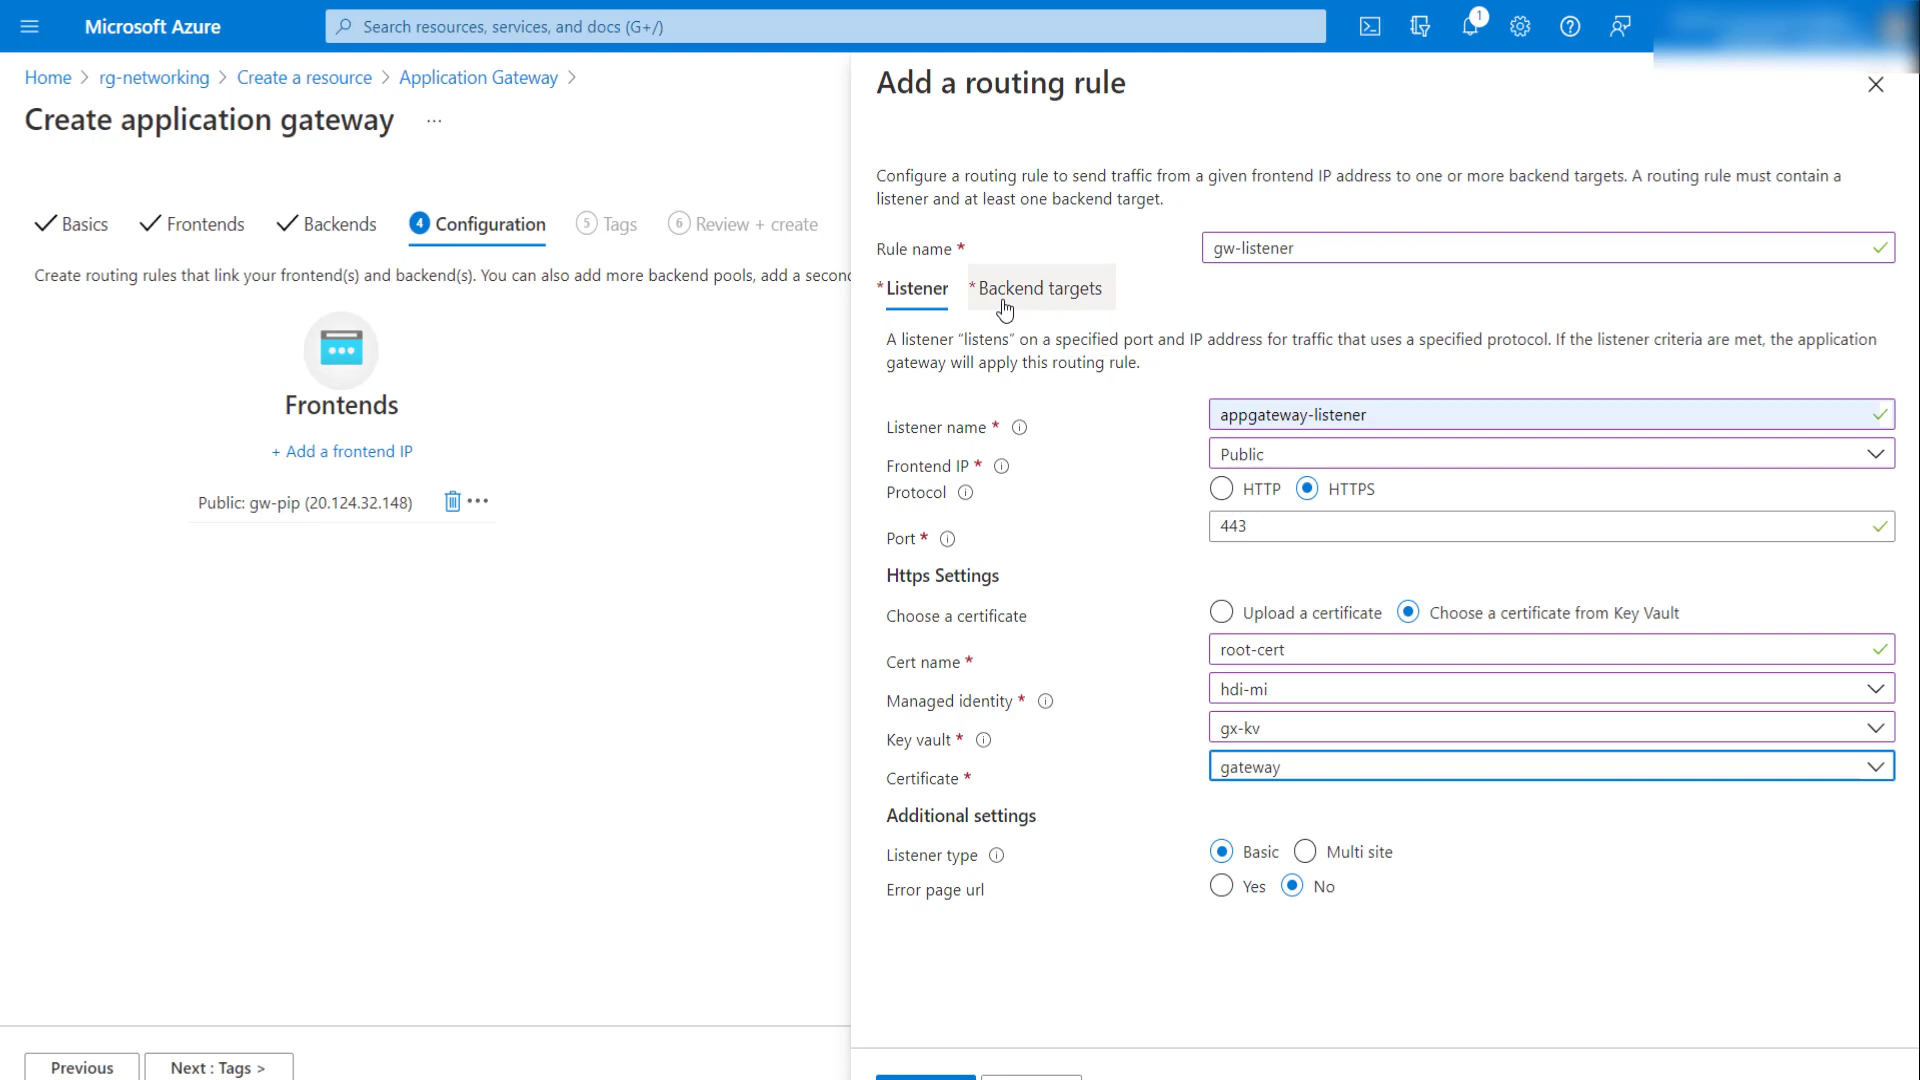 Microsoft Azure
Search resources, services, and docs (G+/)
1
Home > rg-networking > Create a resource > Application Gateway >
Create application gateway ...
Basics Frontends Backends 4 Configuration 5 Tags 6 Review + create
Create routing rules that link your frontend(s) and backend(s). You can also add more backend pools, add a second
Frontends
+ Add a frontend IP
Public: gw-pip (20.124.32.148)
Previous
Next : Tags >
Add a routing rule
Configure a routing rule to send traffic from a given frontend IP address to one or more backend targets. A routing rule must contain a
listener and at least one backend target.
Rule name * gw-listener
* Listener * Backend targets
A listener “listens” on a specified port and IP address for traffic that uses a specified protocol. If the listener criteria are met, the application
gateway will apply this routing rule.
Listener name * appgateway-listener
Frontend IP * Public
Protocol HTTP HTTPS
Port * 443
Https Settings
Choose a certificate Upload a certificate Choose a certificate from Key Vault
Cert name * root-cert
Managed identity * hdi-mi
Key vault * gx-kv
Certificate * gateway
Additional settings
Listener type Basic Multi site
Error page url Yes No